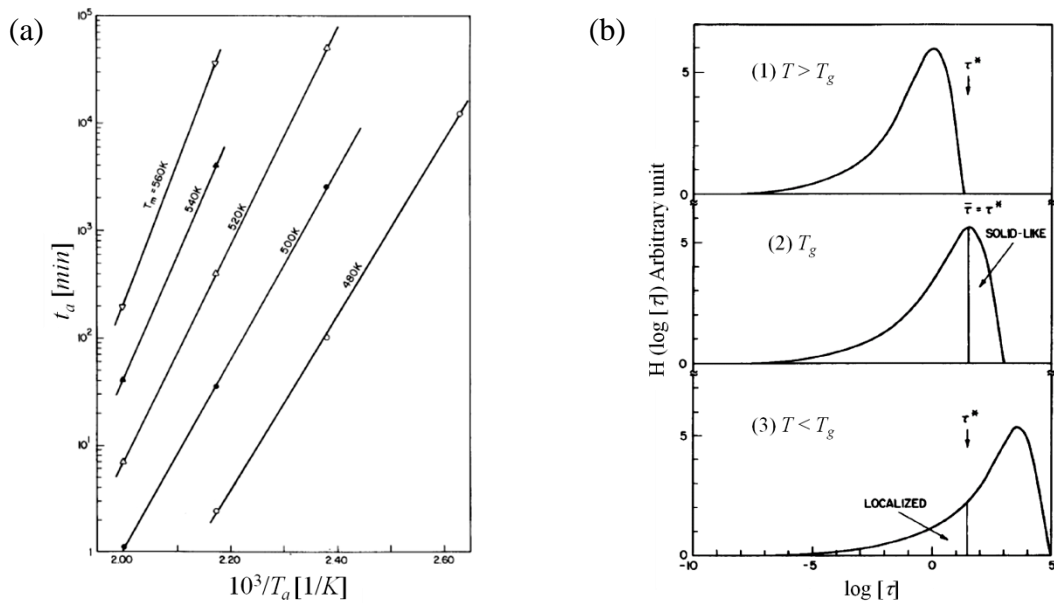 (a)
10^5
10^4
10^3
10^2
10^1
1
t_a [min]
T_m = 560K
540K
520K
500K
480K
2.00
2.20
2.40
2.60
10^3/T_a [1/K]
(b)
H (log [τ]) Arbitrary unit
5
0
(1) T > T_g
τ*
5
0
(2) T_g
τ̄ = τ*
SOLID-LIKE
5
0
(3) T < T_g
τ*
LOCALIZED
-10
-5
0
5
log [τ]